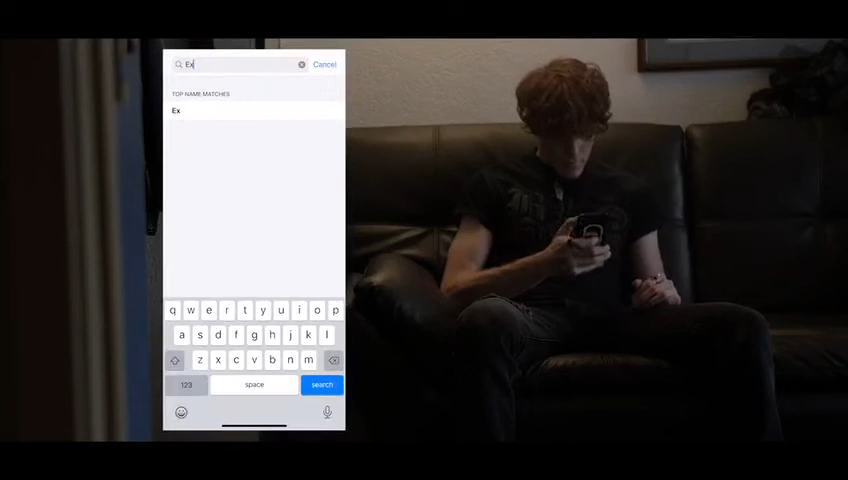 Ex Cancel
TOP NAME MATCHES
Ex
q w e r t y u i o p
a s d f g h j k l
z x c v b n m
123 space search